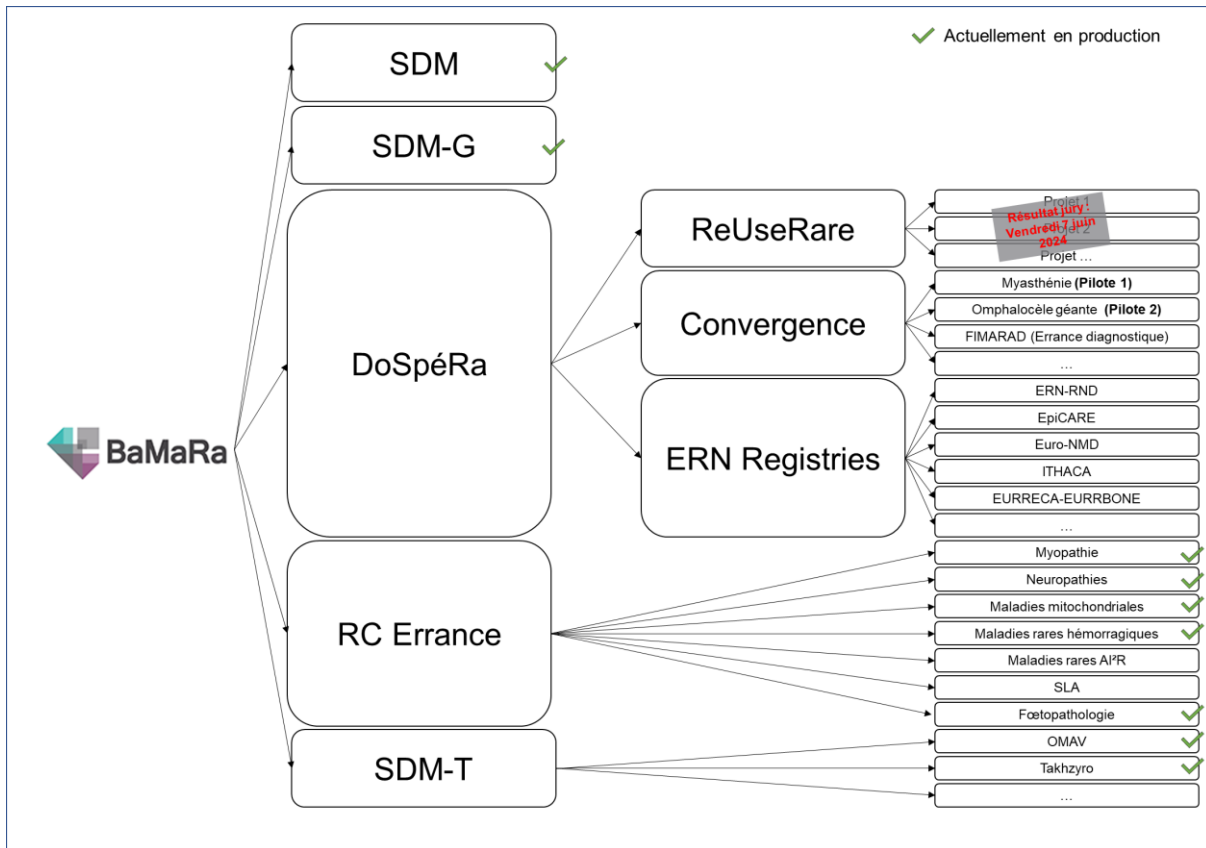 Actuellement en production
SDM
SDM-G
DoSpéRa
ReUseRare
Projet 1
Résultat jury !
Vendredi 7 juin
2024
Projet 2
Projet …
Convergence
Myasthénie (Pilote 1)
Omphalocèle géante (Pilote 2)
FIMARAD (Errance diagnostique)
…
ERN Registries
ERN-RND
EpiCARE
Euro-NMD
ITHACA
EURRECA-EURRBONE
…
BaMaRa
RC Errance
Myopathie
Neuropathies
Maladies mitochondriales
Maladies rares hémorragiques
Maladies rares AI²R
SLA
Fœtopathologie
SDM-T
OMAV
Takhzyro
…